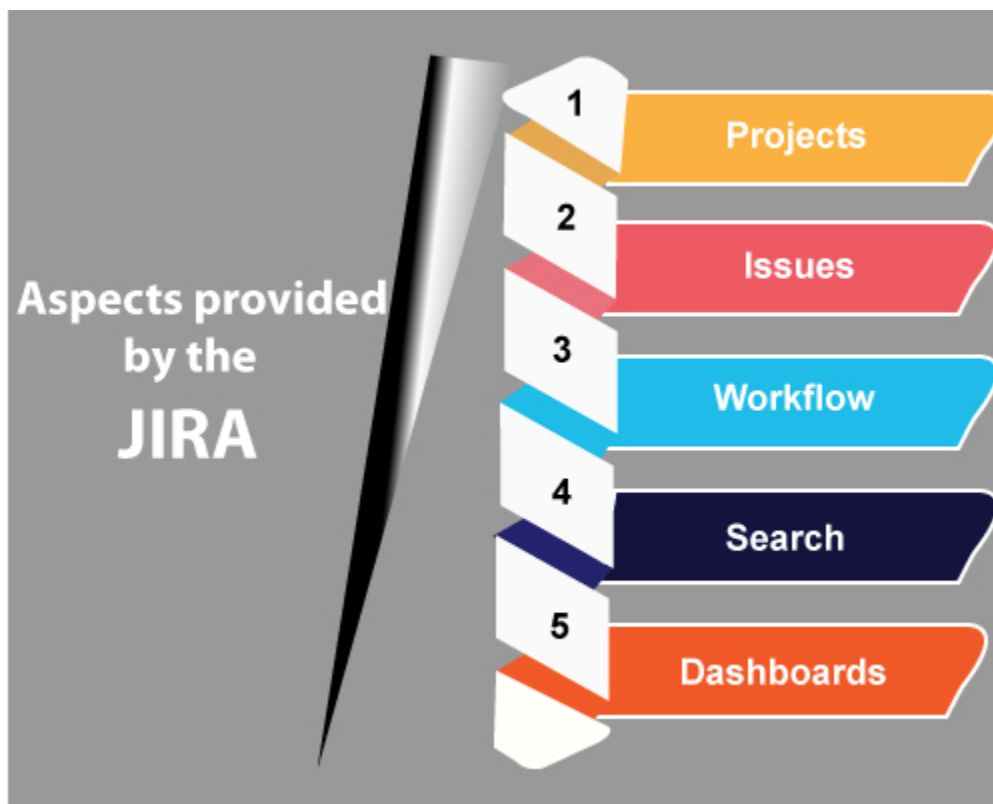 Aspects provided
by the
JIRA
1
Projects
2
Issues
3
Workflow
4
Search
5
Dashboards